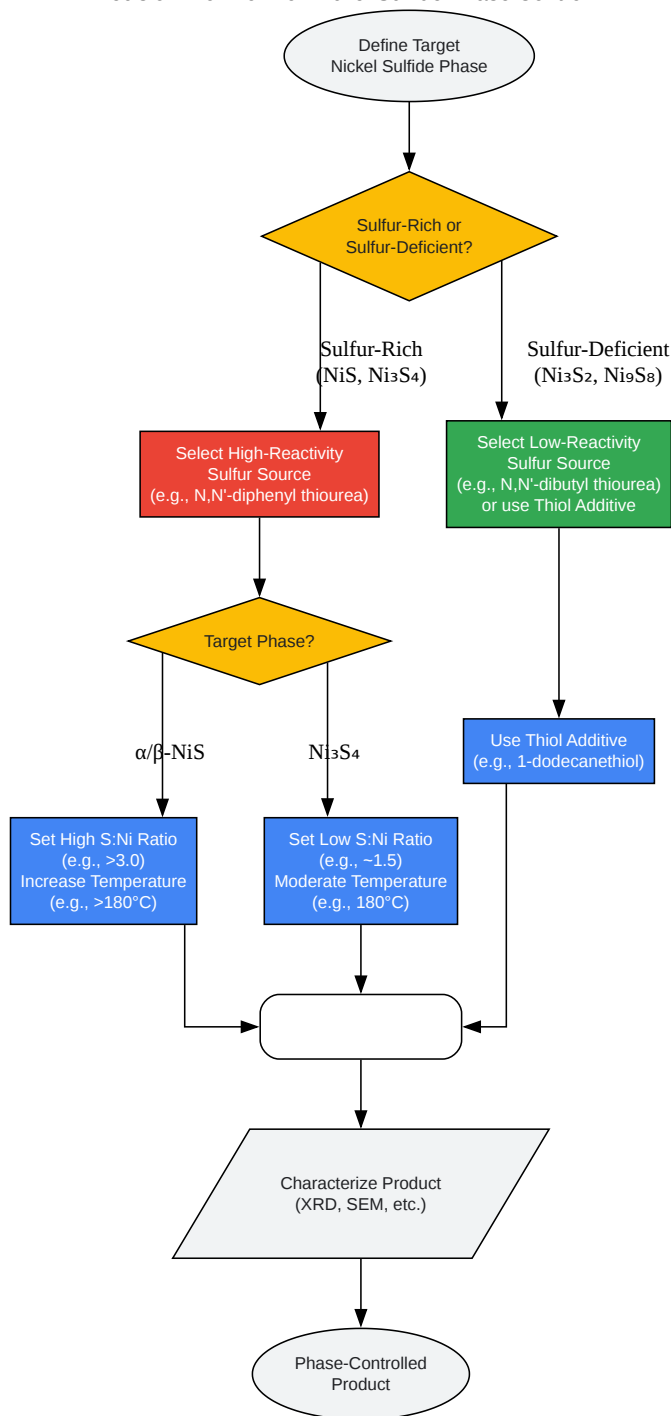 Define Target
Nickel Sulfide Phase
Sulfur-Rich or
Sulfur-Deficient?
Sulfur-Rich
(NiS, Ni₃S₄)
Sulfur-Deficient
(Ni₃S₂, Ni₉S₈)
Select High-Reactivity
Sulfur Source
(e.g., N,N'-diphenyl thiourea)
Select Low-Reactivity
Sulfur Source
(e.g., N,N'-dibutyl thiourea)
or use Thiol Additive
Target Phase?
α/β-NiS
Ni₃S₄
Use Thiol Additive
(e.g., 1-dodecanethiol)
Set High S:Ni Ratio
(e.g., >3.0)
Increase Temperature
(e.g., >180°C)
Set Low S:Ni Ratio
(e.g., ~1.5)
Moderate Temperature
(e.g., 180°C)
Characterize Product
(XRD, SEM, etc.)
Phase-Controlled
Product